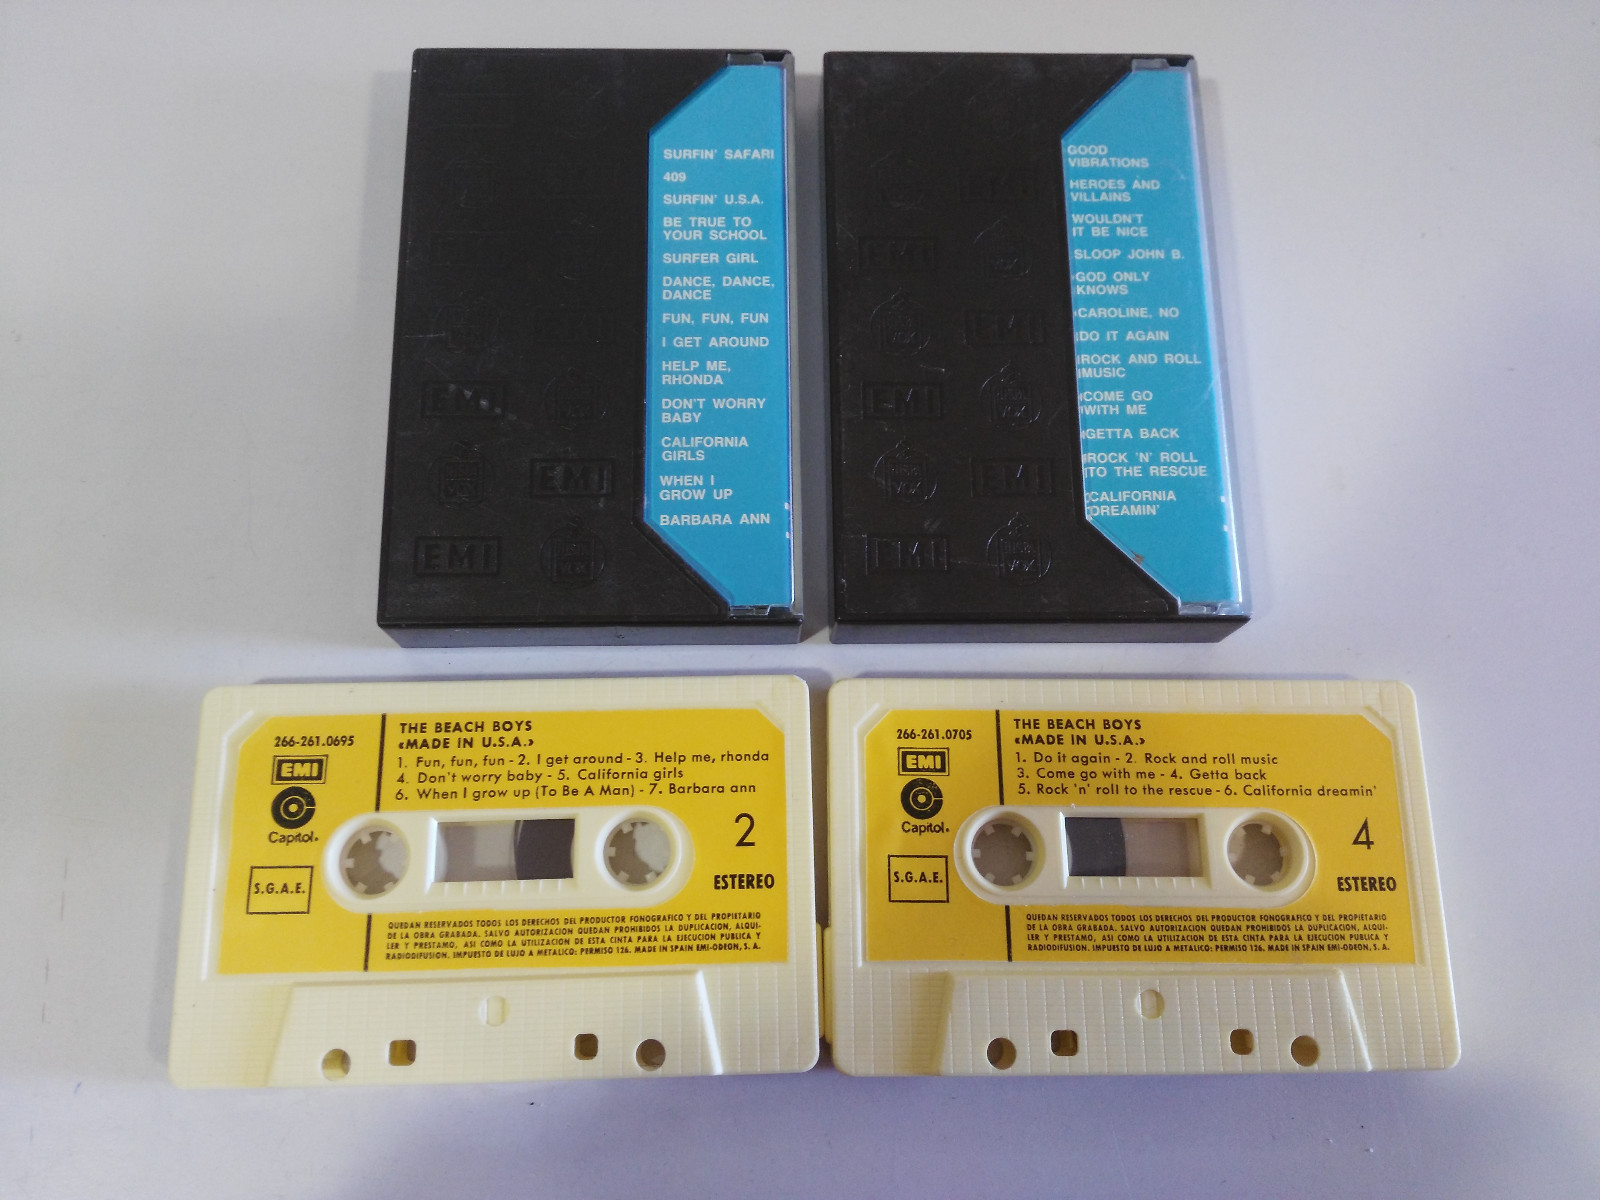 SURFIN' SAFARI
409
SURFIN' U.S.A.
BE TRUE TO
YOUR SCHOOL
SURFER GIRL
DANCE, DANCE,
DANCE
FUN, FUN, FUN
I GET AROUND
HELP ME,
RHONDA
DON'T WORRY
BABY
CALIFORNIA
GIRLS
WHEN I
GROW UP
BARBARA ANN
EMI
EMI
EMI
GOOD
VIBRATIONS
HEROES AND
VILLAINS
WOULDN'T
IT BE NICE
SLOOP JOHN B.
GOD ONLY
KNOWS
CAROLINE, NO
DO IT AGAIN
ROCK AND ROLL
MUSIC
COME GO
WITH ME
GETTA BACK
ROCK 'N' ROLL
TO THE RESCUE
CALIFORNIA
DREAMIN'
EMI
EMI
EMI
EMI
EMI
266-261.0695
EMI
Capitol.
S.G.A.E.
THE BEACH BOYS
«MADE IN U.S.A.»
1. Fun, fun, fun - 2. I get around - 3. Help me, rhonda
4. Don't worry baby - 5. California girls
6. When I grow up (To Be A Man) - 7. Barbara ann
2
ESTEREO
QUEDAN RESERVADOS TODOS LOS DERECHOS DEL PRODUCTOR FONOGRAFICO Y DEL PROPIETARIO
DE LA OBRA GRABADA. SALVO AUTORIZACION QUEDAN PROHIBIDOS LA DUPLICACION, ALQUI-
LER Y PRESTAMO, ASI COMO LA UTILIZACION DE ESTA CINTA PARA LA EJECUCION PUBLICA Y
RADIODIFUSION. IMPUESTO DE LUJO A METALICO: PERMISO 126. MADE IN SPAIN EMI-ODEON, S. A.
266-261.0705
EMI
Capitol.
S.G.A.E.
THE BEACH BOYS
«MADE IN U.S.A.»
1. Do it again - 2. Rock and roll music
3. Come go with me - 4. Getta back
5. Rock 'n' roll to the rescue - 6. California dreamin'
4
ESTEREO
QUEDAN RESERVADOS TODOS LOS DERECHOS DEL PRODUCTOR FONOGRAFICO Y DEL PROPIETARIO
DE LA OBRA GRABADA. SALVO AUTORIZACION QUEDAN PROHIBIDOS LA DUPLICACION, ALQUI-
LER Y PRESTAMO, ASI COMO LA UTILIZACION DE ESTA CINTA PARA LA EJECUCION PUBLICA Y
RADIODIFUSION. IMPUESTO DE LUJO A METALICO: PERMISO 126. MADE IN SPAIN EMI-ODEON, S. A.